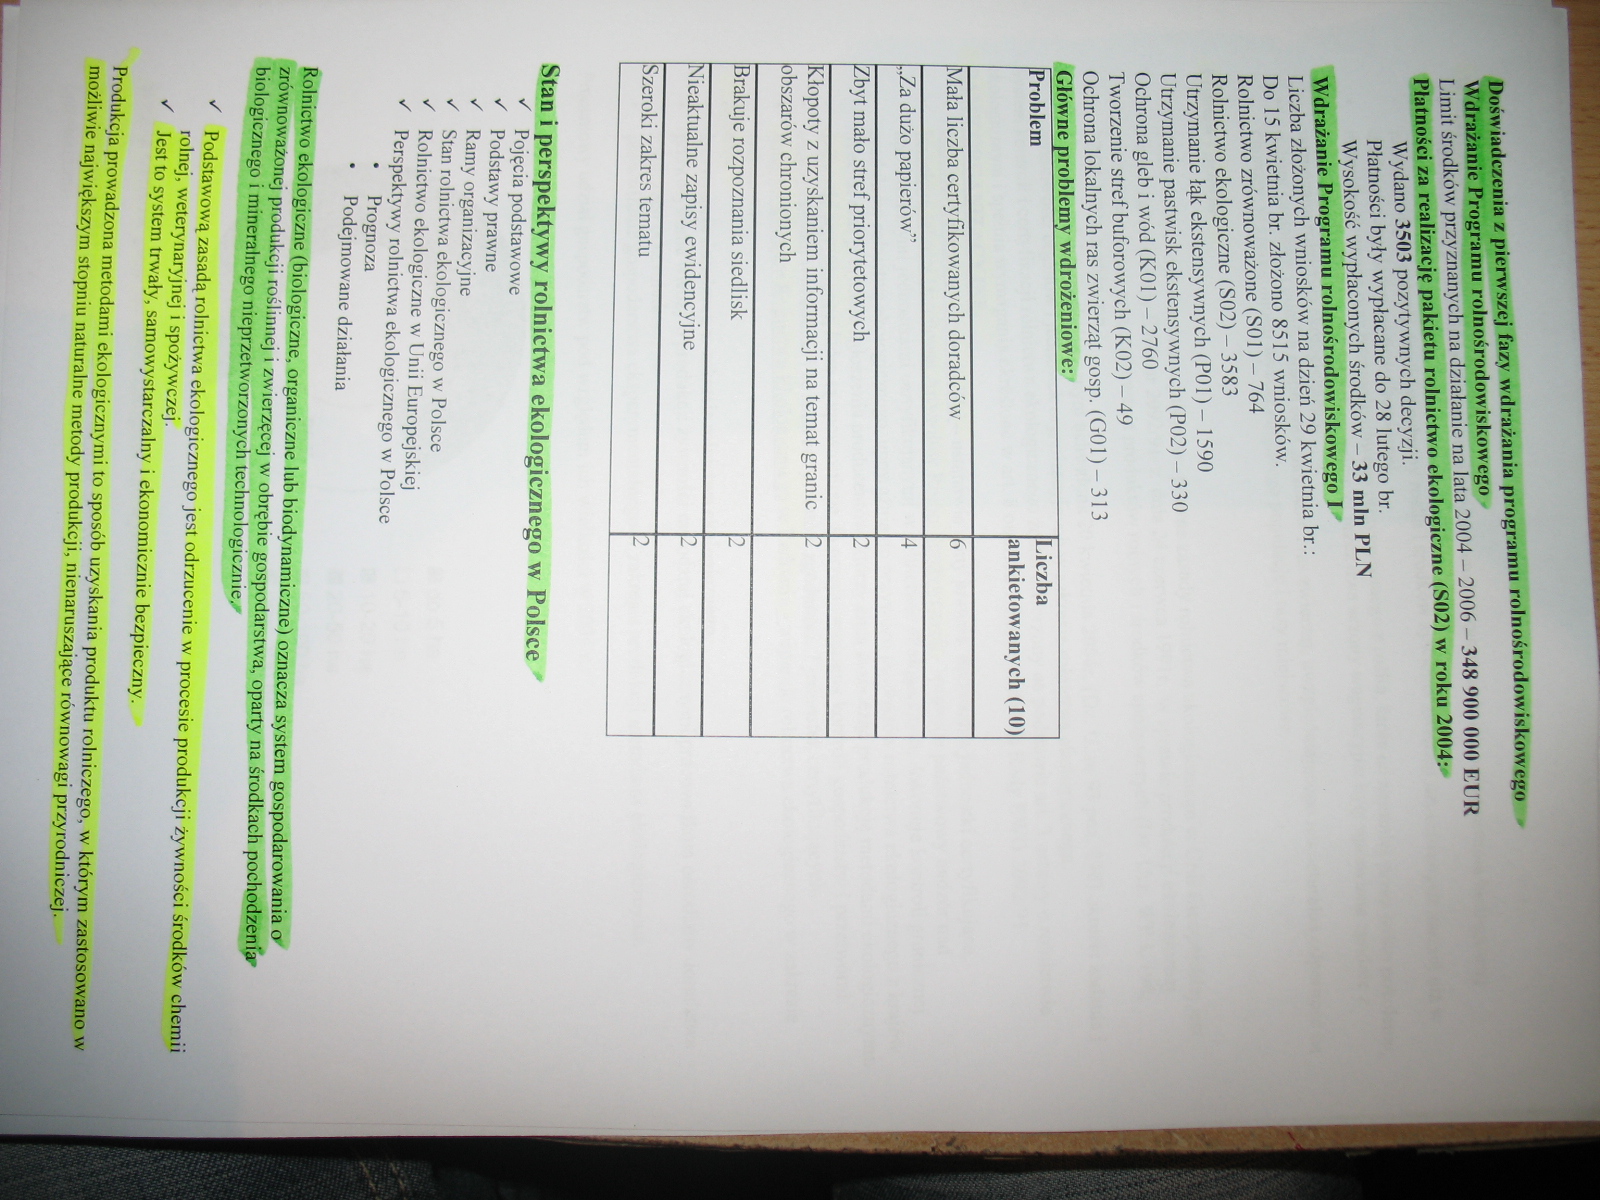 Doświadczenia z pierwszej fazy wdrażania programu rolnośrodowiskowego
Wdrażanie Programu rolnośrodowiskowego
Limit środków przyznanych na działanie na lata 2004 – 2006 – 348 900 000 EUR
Płatności za realizację pakietu rolnictwo ekologiczne (S02) w roku 2004:
Wydano 3503 pozytywnych decyzji.
Płatności były wypłacane do 28 lutego br.
Wysokość wypłaconych środków – 33 mln PLN
Wdrażanie Programu rolnośrodowiskowego I
Liczba złożonych wniosków na dzień 29 kwietnia br.:
Do 15 kwietnia br. złożono 8515 wniosków.
Rolnictwo zrównoważone (S01) – 764
Rolnictwo ekologiczne (S02) – 3583
Utrzymanie łąk ekstensywnych (P01) – 1590
Utrzymanie pastwisk ekstensywnych (P02) – 330
Ochrona gleb i wód (K01) – 2760
Tworzenie stref buforowych (K02) – 49
Ochrona lokalnych ras zwierząt gosp. (G01) – 313
Główne problemy wdrożeniowe:
Problem Liczba
ankietowanych (10)
Mała liczba certyfikowanych doradców 6
„Za dużo papierów” 4
Zbyt mało stref priorytetowych 2
Kłopoty z uzyskaniem informacji na temat granic 2
obszarów chronionych
Brakuje rozpoznania siedlisk 2
Nieaktualne zapisy ewidencyjne 2
Szeroki zakres tematu 2
Stan i perspektywy rolnictwa ekologicznego w Polsce
✓ Pojęcia podstawowe
✓ Podstawy prawne
✓ Ramy organizacyjne
✓ Stan rolnictwa ekologicznego w Polsce
✓ Rolnictwo ekologiczne w Unii Europejskiej
✓ Perspektywy rolnictwa ekologicznego w Polsce
• Prognoza
• Podejmowane działania
Rolnictwo ekologiczne (biologiczne, organiczne lub biodynamiczne) oznacza system gospodarowania o
zrównoważonej produkcji roślinnej i zwierzęcej w obrębie gospodarstwa, oparty na środkach pochodzenia
biologicznego i mineralnego nieprzetworzonych technologicznie.
✓ Podstawową zasadą rolnictwa ekologicznego jest odrzucenie w procesie produkcji żywności środków chemii
rolnej, weterynaryjnej i spożywczej.
✓ Jest to system trwały, samowystarczalny i ekonomicznie bezpieczny.
Produkcja prowadzona metodami ekologicznymi to sposób uzyskania produktu rolniczego, w którym zastosowano w
możliwie największym stopniu naturalne metody produkcji, nienaruszające równowagi przyrodniczej.